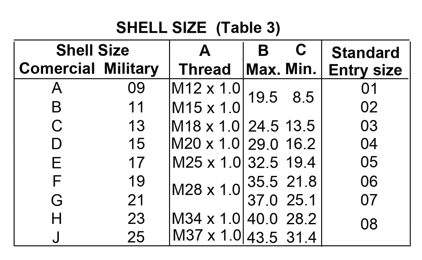 SHELL SIZE (Table 3)
Shell Size A B C Standard
Comercial Military Thread Max. Min. Entry size
A 09 M12 x 1.0 19.5 8.5 01
B 11 M15 x 1.0 02
C 13 M18 x 1.0 24.5 13.5 03
D 15 M20 x 1.0 29.0 16.2 04
E 17 M25 x 1.0 32.5 19.4 05
F 19 M28 x 1.0 35.5 21.8 06
G 21 37.0 25.1 07
H 23 M34 x 1.0 40.0 28.2 08
J 25 M37 x 1.0 43.5 31.4